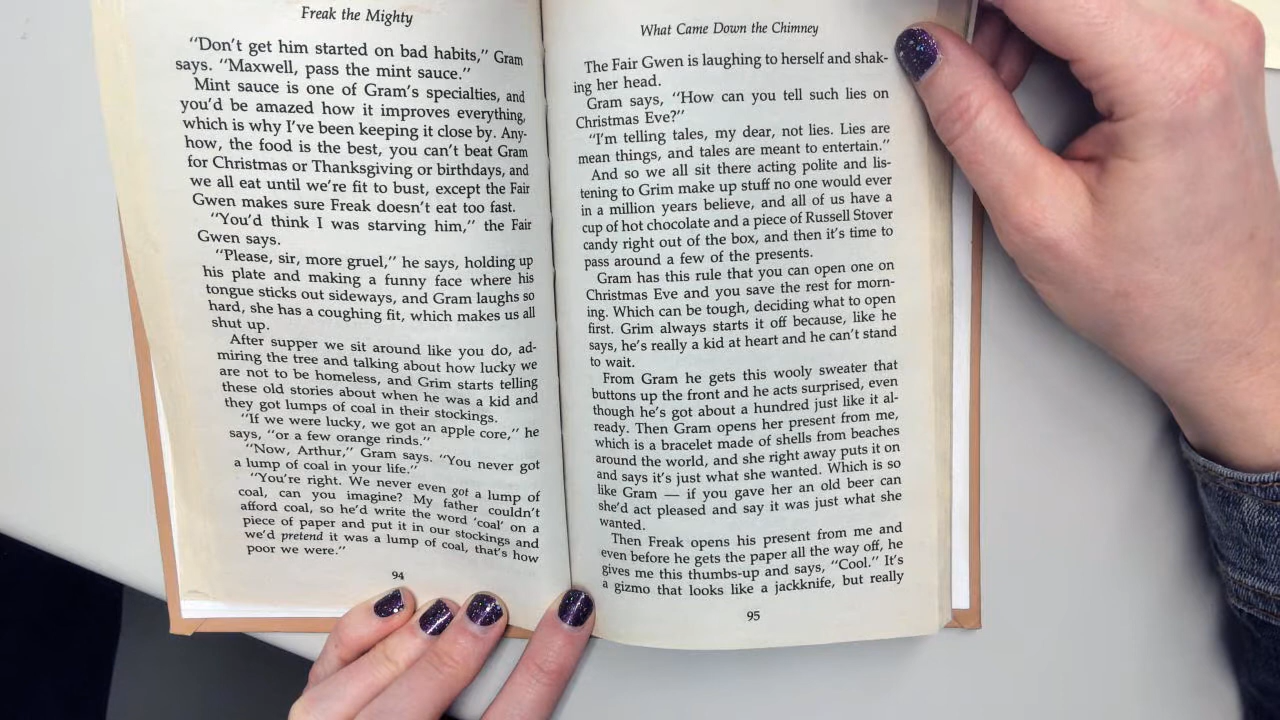 Freak the Mighty
"Don't get him started on bad habits," Gram
says. "Maxwell, pass the mint sauce."
Mint sauce is one of Gram's specialties, and
you'd be amazed how it improves everything,
which is why I've been keeping it close by. Any-
how, the food is the best, you can't beat Gram
for Christmas or Thanksgiving or birthdays, and
we all eat until we're fit to bust, except the Fair
Gwen makes sure Freak doesn't eat too fast.
"You'd think I was starving him," the Fair
Gwen says.
"Please, sir, more gruel," he says, holding up
his plate and making a funny face where his
tongue sticks out sideways, and Gram laughs so
hard, she has a coughing fit, which makes us all
shut up.
After supper we sit around like you do, ad-
miring the tree and talking about how lucky we
are not to be homeless, and Grim starts telling
these old stories about when he was a kid and
they got lumps of coal in their stockings.
"If we were lucky, we got an apple core," he
says, "or a few orange rinds."
"Now, Arthur," Gram says. "You never got
a lump of coal in your life."
"You're right. We never even got a lump of
coal, can you imagine? My father couldn't
afford coal, so he'd write the word 'coal' on a
piece of paper and put it in our stockings and
we'd pretend it was a lump of coal, that's how
poor we were."
94
What Came Down the Chimney
The Fair Gwen is laughing to herself and shak-
ing her head.
Gram says, "How can you tell such lies on
Christmas Eve?"
"I'm telling tales, my dear, not lies. Lies are
mean things, and tales are meant to entertain."
And so we all sit there acting polite and lis-
tening to Grim make up stuff no one would ever
in a million years believe, and all of us have a
cup of hot chocolate and a piece of Russell Stover
candy right out of the box, and then it's time to
pass around a few of the presents.
Gram has this rule that you can open one on
Christmas Eve and you save the rest for morn-
ing. Which can be tough, deciding what to open
first. Grim always starts it off because, like he
says, he's really a kid at heart and he can't stand
to wait.
From Gram he gets this wooly sweater that
buttons up the front and he acts surprised, even
though he's got about a hundred just like it al-
ready. Then Gram opens her present from me,
which is a bracelet made of shells from beaches
around the world, and she right away puts it on
and says it's just what she wanted. Which is so
like Gram — if you gave her an old beer can
she'd act pleased and say it was just what she
wanted.
Then Freak opens his present from me and
even before he gets the paper all the way off, he
gives me this thumbs-up and says, "Cool." It's
a gizmo that looks like a jackknife, but really
95